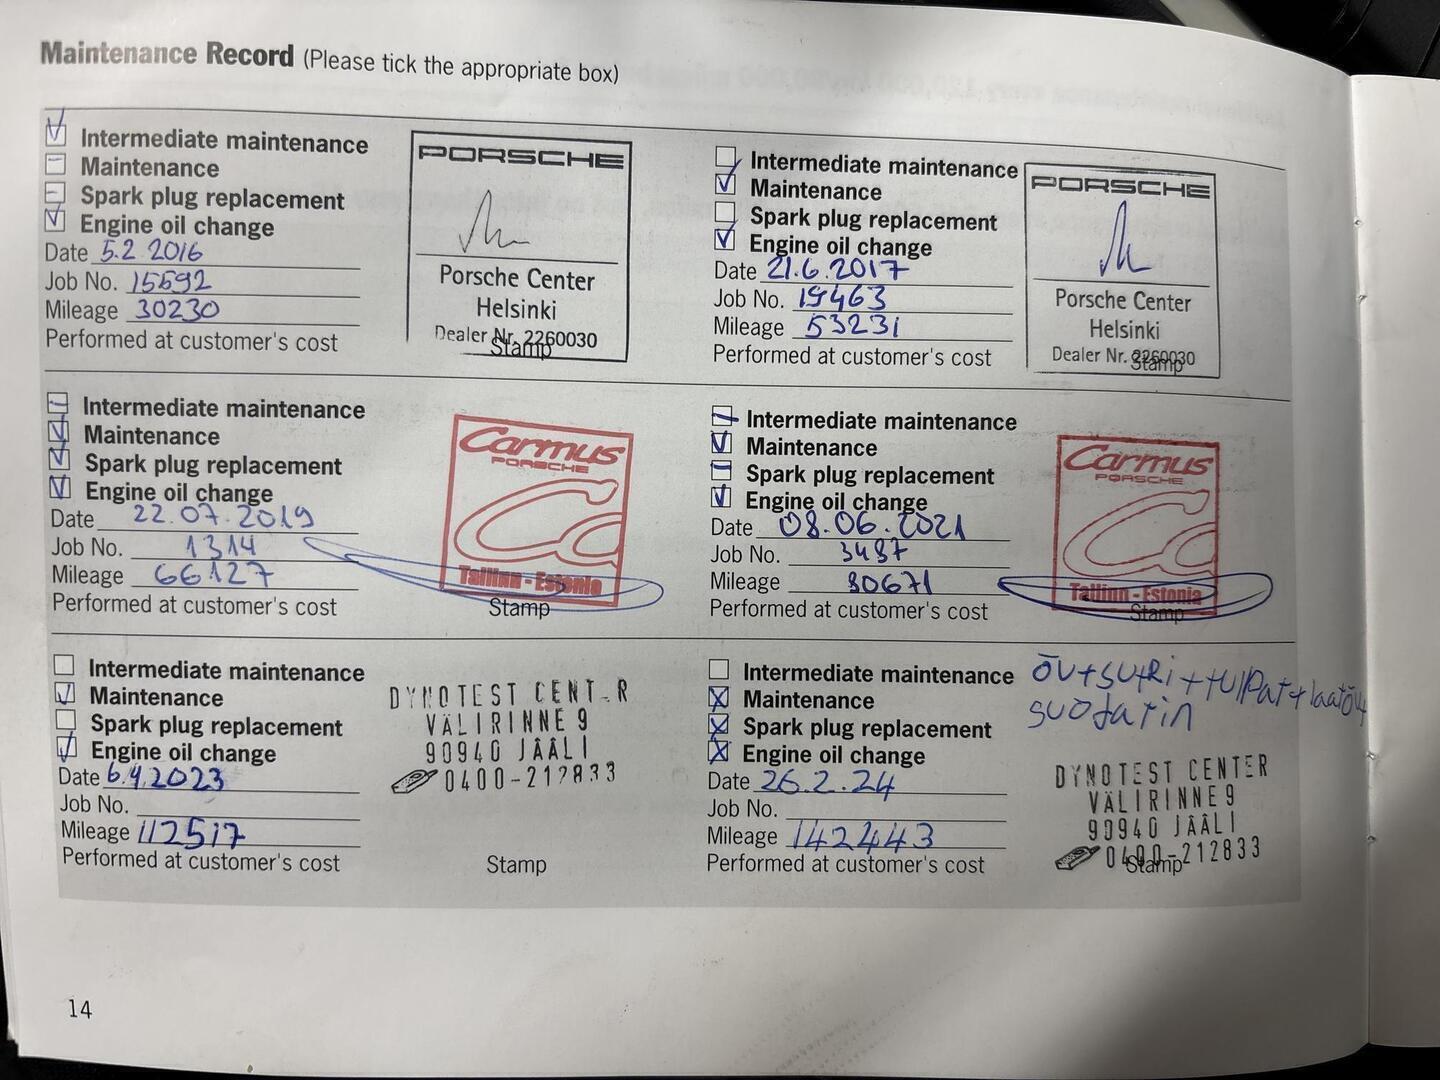 Maintenance Record (Please tick the appropriate box)
Intermediate maintenance
Maintenance
Spark plug replacement
Engine oil change
Date 5.2 2016
Job No. 15592
Mileage 30230
Performed at customer's cost
PORSCHE
Porsche Center
Helsinki
Dealer Nr. 2260030
Stamp
Intermediate maintenance
Maintenance
Spark plug replacement
Engine oil change
Date 21.6.2017
Job No. 19463
Mileage 53231
Performed at customer's cost
PORSCHE
Porsche Center
Helsinki
Dealer Nr. 2260030
Stamp
Intermediate maintenance
Maintenance
Spark plug replacement
Engine oil change
Date 22.07.2019
Job No. 1314
Mileage 66127
Performed at customer's cost
Carmus
PORSCHE
Tallinn - Estonia
Stamp
Intermediate maintenance
Maintenance
Spark plug replacement
Engine oil change
Date 08.06.2021
Job No. 3487
Mileage 80671
Performed at customer's cost
Carmus
PORSCHE
Tallinn - Estonia
Stamp
Intermediate maintenance
Maintenance
Spark plug replacement
Engine oil change
Date 6.4.2023
Job No.
Mileage 112517
Performed at customer's cost
DYNOTEST CENT_R
VÄLIRINNE 9
90940 JÄÄLI
0400-212833
Stamp
Intermediate maintenance
Maintenance
Spark plug replacement
Engine oil change
Date 26.2.24
Job No.
Mileage 142443
Performed at customer's cost
suodatin
DYNOTEST CENTER
VÄLIRINNE 9
90940 JÄÄLI
0400-212833
Stamp
14